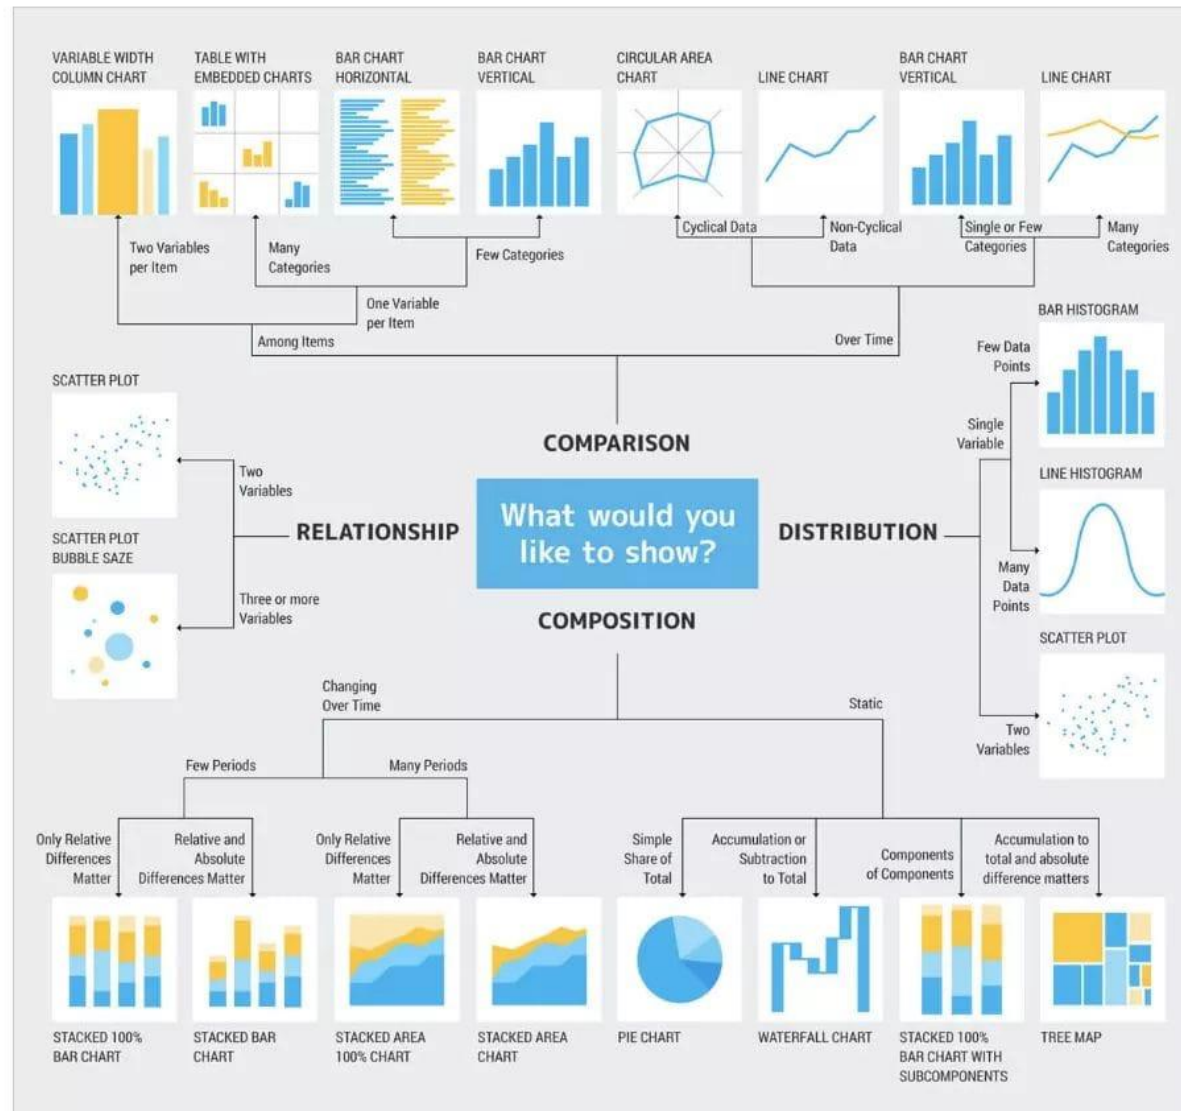 VARIABLE WIDTH
COLUMN CHART
TABLE WITH
EMBEDDED CHARTS
BAR CHART
HORIZONTAL
BAR CHART
VERTICAL
CIRCULAR AREA
CHART
LINE CHART
BAR CHART
VERTICAL
LINE CHART
Two Variables
per Item
Many
Categories
Few Categories
Cyclical Data
Non-Cyclical
Data
Single or Few
Categories
Many
Categories
One Variable
per Item
Among Items
Over Time
BAR HISTOGRAM
Few Data
Points
SCATTER PLOT
Single
Variable
COMPARISON
Two
Variables
LINE HISTOGRAM
RELATIONSHIP
What would you
like to show?
DISTRIBUTION
SCATTER PLOT
BUBBLE SAZE
Many
Data
Points
Three or more
Variables
COMPOSITION
SCATTER PLOT
Changing
Over Time
Static
Two
Variables
Few Periods
Many Periods
Only Relative
Differences
Matter
Relative and
Absolute
Differences Matter
Only Relative
Differences
Matter
Relative and
Absolute
Differences Matter
Simple
Share of
Total
Accumulation or
Subtraction
to Total
Components
of Components
Accumulation to
total and absolute
difference matters
STACKED 100%
BAR CHART
STACKED BAR
CHART
STACKED AREA
100% CHART
STACKED AREA
CHART
PIE CHART
WATERFALL CHART
STACKED 100%
BAR CHART WITH
SUBCOMPONENTS
TREE MAP